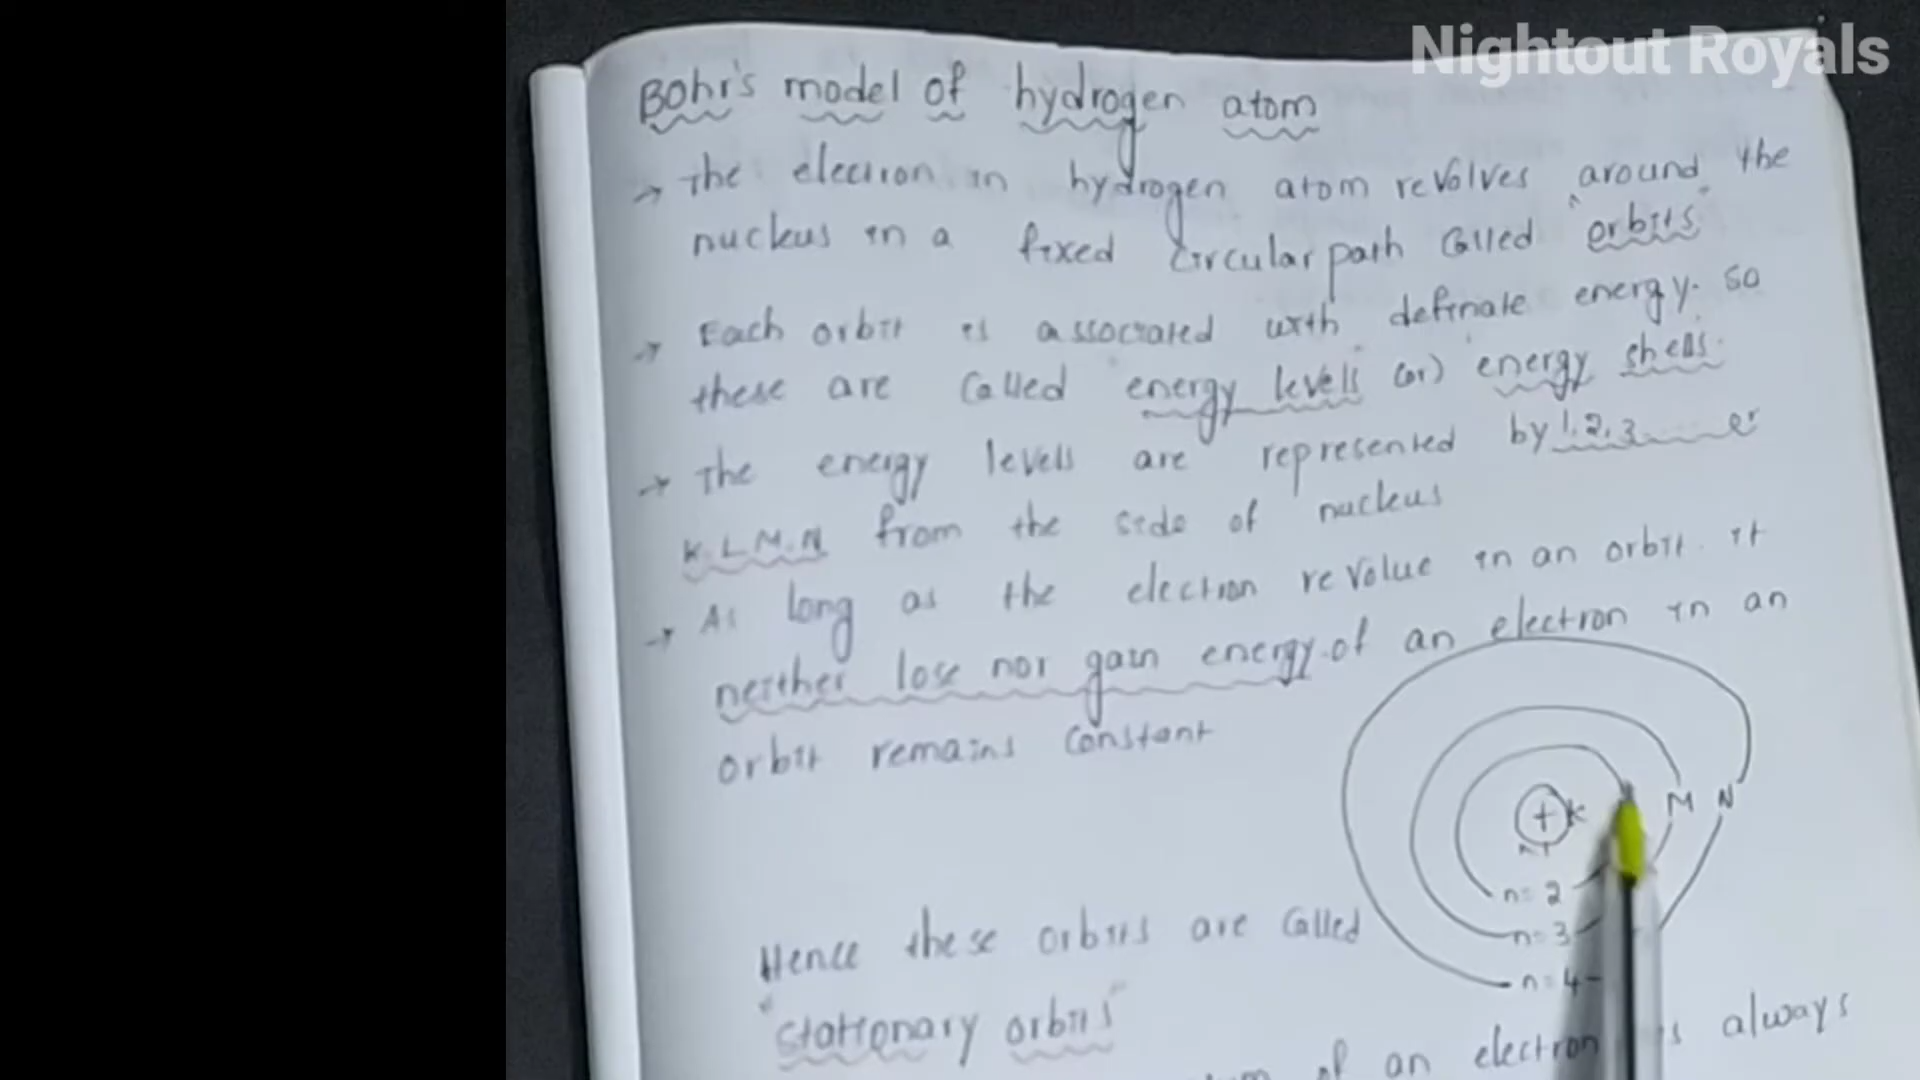 Nightout Royals
Bohr's model of hydrogen atom
→ The electron in hydrogen atom revolves around the
nucleus in a fixed circular path called "orbits"
→ Each orbit is associated with definate energy. so
these are called energy levels (or) energy shells.
→ The energy levels are represented by 1, 2, 3 ...... or
K.L.M.N from the side of nucleus
→ As long as the electron revolve in an orbit. it
neither lose nor gain energy. of an electron in an
orbit remains constant
+ K M N
n=2
n=3
n=4
Hence these orbits are called
"stationary orbits"
of an electron is always